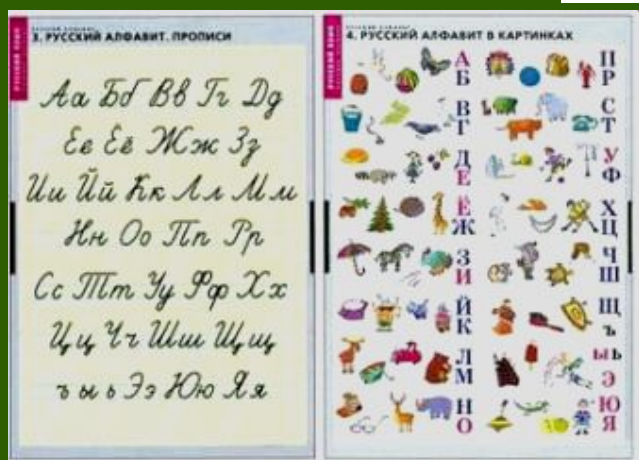 3. РУССКИЙ АЛФАВИТ. ПРОПИСИ
Аа Бб Вв Гг Дд
Ее Ёё Жж Зз
Ии Йй Кк Лл Мм
Нн Оо Пп Рр
Сс Тт Уу Фф Хх
Цц Чч Шш Щщ
ъ ы ь Ээ Юю Яя
4. РУССКИЙ АЛФАВИТ В КАРТИНКАХ
А
Б
В
Г
Д
Е
Ё
Ж
З
И
Й
К
Л
М
Н
О
П
Р
С
Т
У
Ф
Х
Ц
Ч
Ш
Щ
ъ
ы ь
Э
Ю
Я